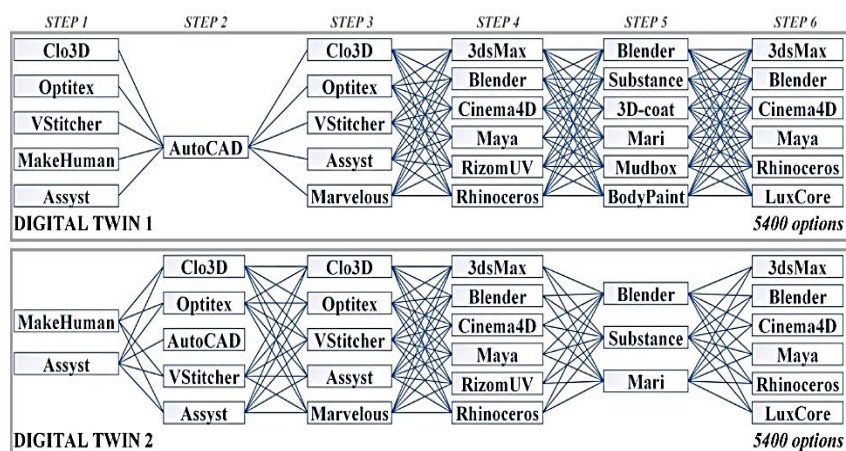 STEP 1 STEP 2 STEP 3 STEP 4 STEP 5 STEP 6
Clo3D Clo3D 3dsMax Blender 3dsMax
Optitex Optitex Blender Substance Blender
VStitcher AutoCAD VStitcher Cinema4D 3D-coat Cinema4D
MakeHuman Assyst Maya Mari Maya
Assyst Marvelous RizomUV Mudbox Rhinoceros
Rhinoceros BodyPaint LuxCore
DIGITAL TWIN 1 5400 options
Clo3D Clo3D 3dsMax 3dsMax
MakeHuman Optitex Optitex Blender Blender Blender
AutoCAD VStitcher Cinema4D Substance Cinema4D
Assyst VStitcher Assyst Maya Mari Maya
Assyst Marvelous RizomUV Rhinoceros
Rhinoceros LuxCore
DIGITAL TWIN 2 5400 options